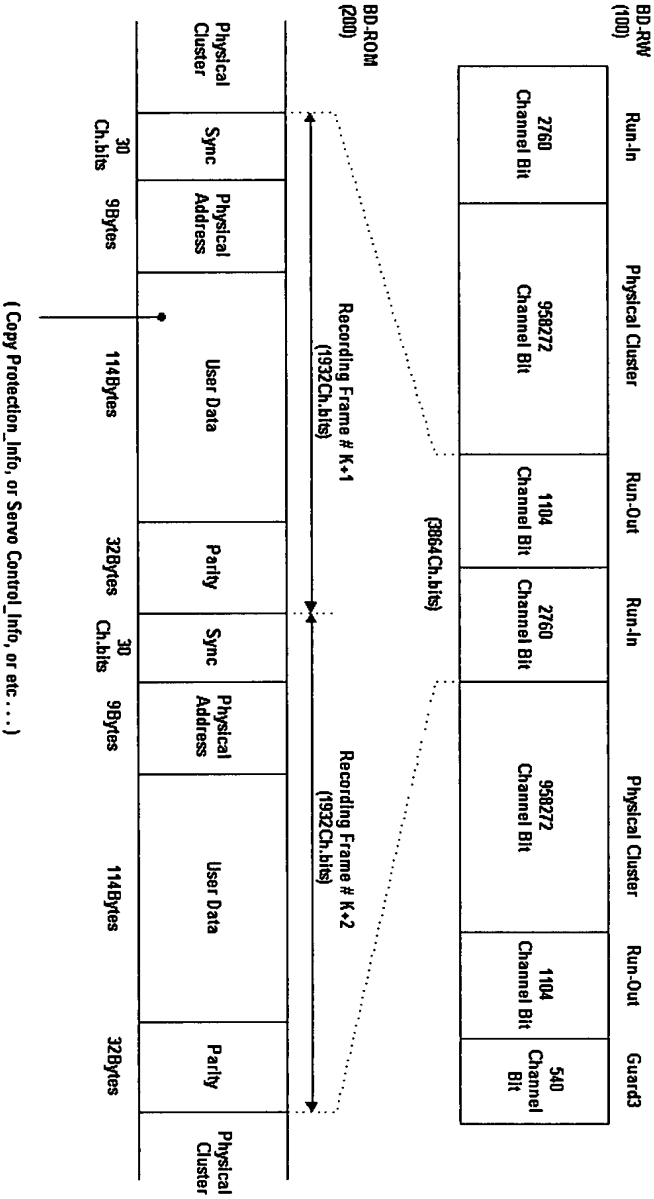 BD-RW
(100)
Run-In
Physical Cluster
Run-Out
Run-In
Physical Cluster
Run-Out
Guard3
2760
Channel Bit
958272
Channel Bit
1104
Channel Bit
2760
Channel Bit
958272
Channel Bit
1104
Channel Bit
540
Channel
Bit
(3864Ch.bits)
BD-ROM
(200)
Recording Frame # K+1
(1932Ch.bits)
Recording Frame # K+2
(1932Ch.bits)
Physical
Cluster
Sync
Physical
Address
User Data
Parity
Sync
Physical
Address
User Data
Parity
Physical
Cluster
30
Ch.bits
9Bytes
114Bytes
32Bytes
30
Ch.bits
9Bytes
114Bytes
32Bytes
( Copy Protection_Info, or Servo Control_Info, or etc . . . )